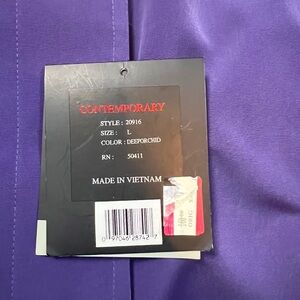 CONTEMPORARY
STYLE : 20916
SIZE : L
COLOR : DEEPORCHID
RN : 50411
MADE IN VIETNAM